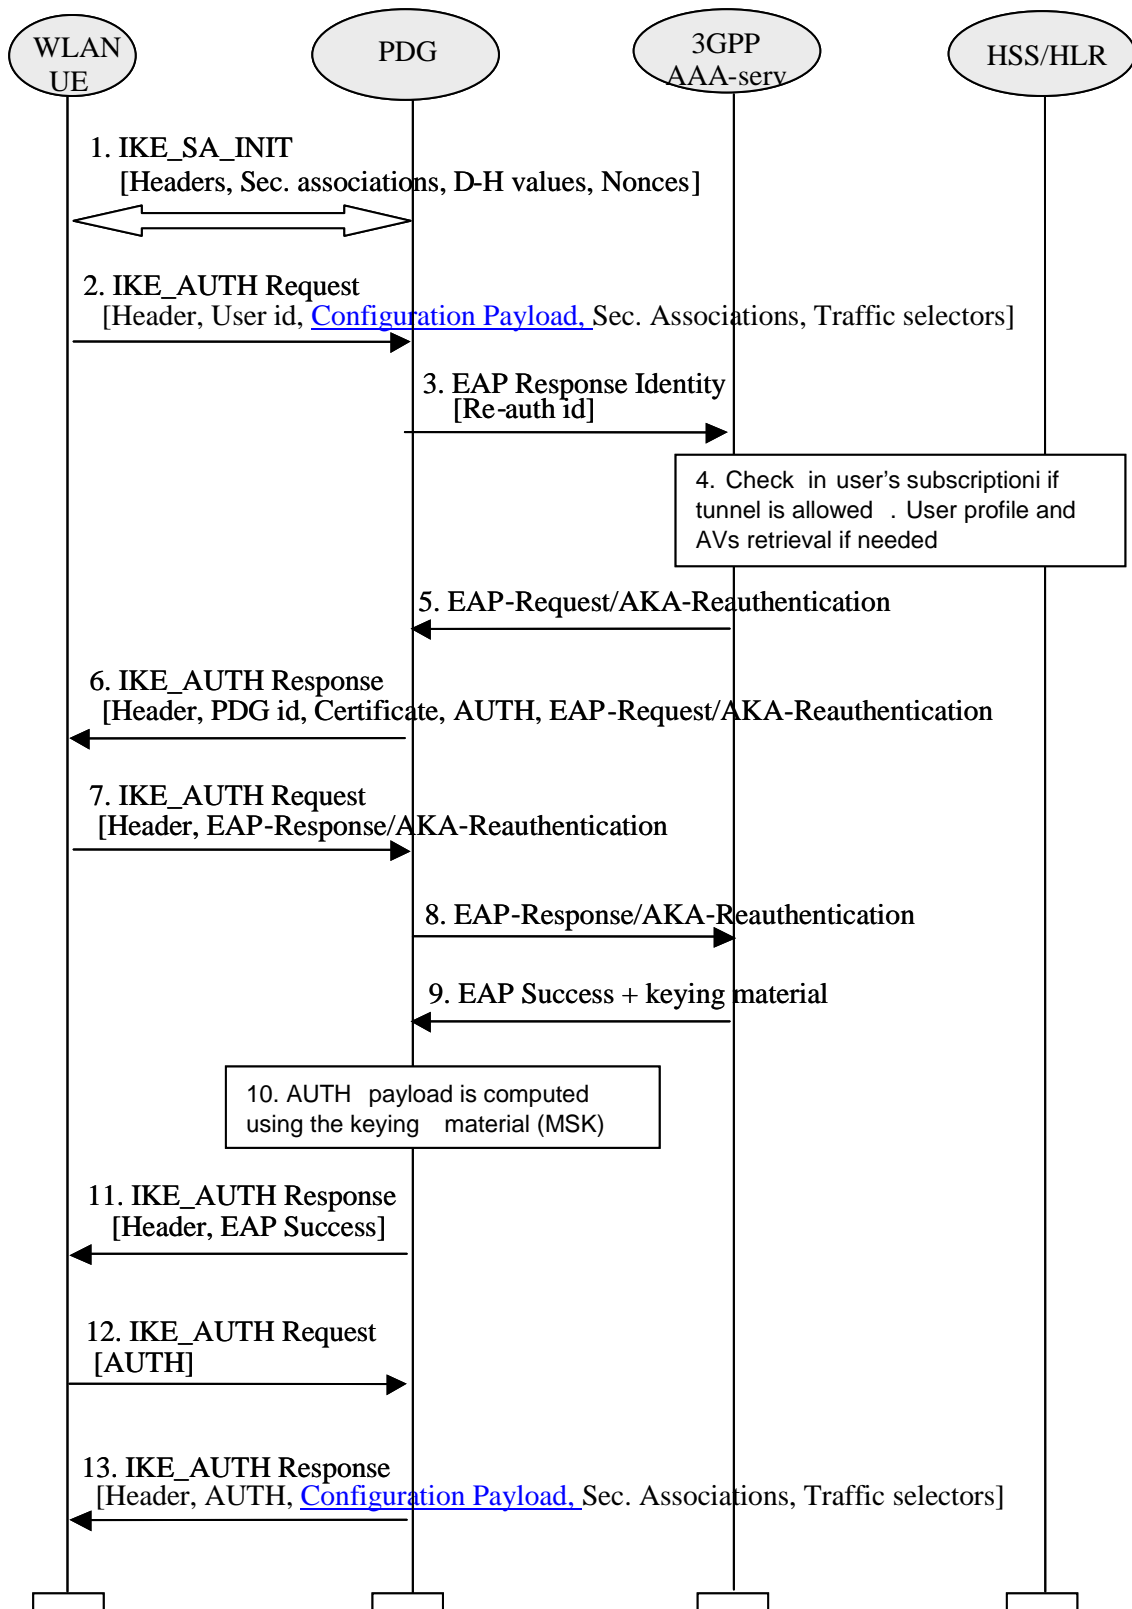 WLAN
UE
PDG
3GPP
AAA-serv
HSS/HLR
1. IKE_SA_INIT
[Headers, Sec. associations, D-H values, Nonces]
2. IKE_AUTH Request
[Header, User id, Configuration Payload, Sec. Associations, Traffic selectors]
3. EAP Response Identity
[Re-auth id]
4. Check in user’s subscriptioni if
tunnel is allowed . User profile and
AVs retrieval if needed
5. EAP-Request/AKA-Reauthentication
6. IKE_AUTH Response
[Header, PDG id, Certificate, AUTH, EAP-Request/AKA-Reauthentication
7. IKE_AUTH Request
[Header, EAP-Response/AKA-Reauthentication
8. EAP-Response/AKA-Reauthentication
9. EAP Success + keying material
10. AUTH payload is computed
using the keying material (MSK)
11. IKE_AUTH Response
[Header, EAP Success]
12. IKE_AUTH Request
[AUTH]
13. IKE_AUTH Response
[Header, AUTH, Configuration Payload, Sec. Associations, Traffic selectors]